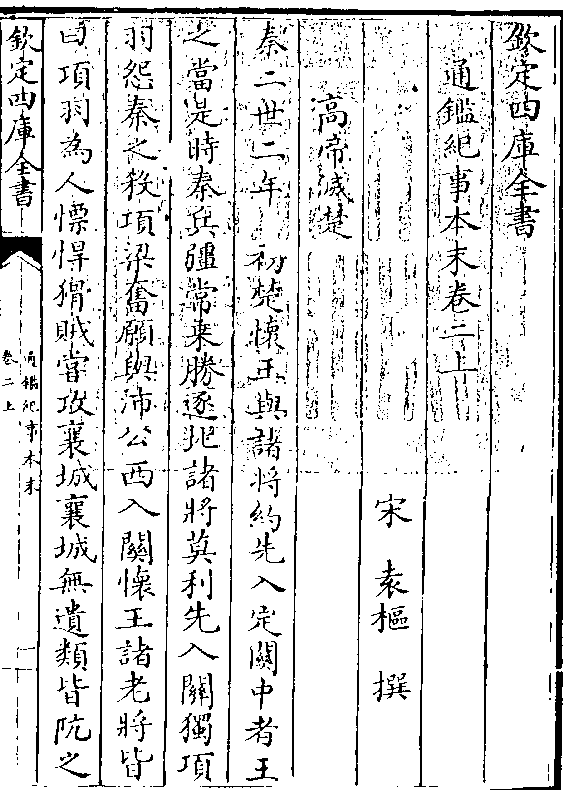 欽定四庫全書
通鑑紀事本末卷二上
宋　袁樞　撰
高帝滅楚
秦二世二年　初楚懷王與諸將約先入定關中者王
之當是時秦兵彊常乗勝逐北諸將莫利先入關獨項
羽怨秦之殺項梁奮願與沛公西入關懷王諸老將皆
曰項羽為人慓悍猾賊嘗攻襄城襄城無遺類皆阬之
欽定四庫全書
通鑑紀事本末
卷二上
一